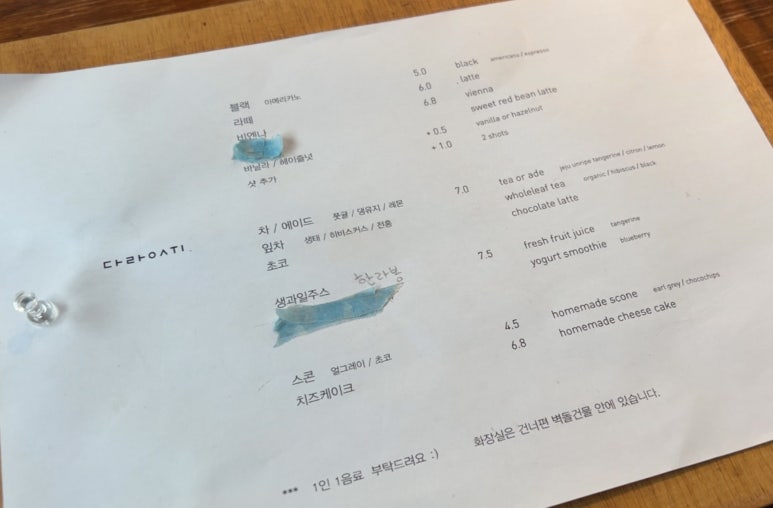 다라이ㅅㄷㅣ
블랙 아메리카노 5.0 black americano / espresso
라떼 6.0 latte
비엔나 6.8 vienna
sweet red bean latte
바닐라 / 헤이즐넛 +0.5 vanilla or hazelnut
샷 추가 +1.0 2 shots
차 / 에이드 풋귤 / 댕유지 / 레몬 7.0 tea or ade jeju unripe tangerine / citron / lemon
잎차 생태 / 히비스커스 / 전홍 wholeleaf tea organic / hibiscus / black
초코 chocolate latte
생과일주스 한라봉 7.5 fresh fruit juice tangerine
yogurt smoothie blueberry
스콘 얼그레이 / 초코 4.5 homemade scone earl grey / chocochips
치즈케이크 6.8 homemade cheese cake
*** 1인 1음료 부탁드려요 :) 화장실은 건너편 벽돌건물 안에 있습니다.